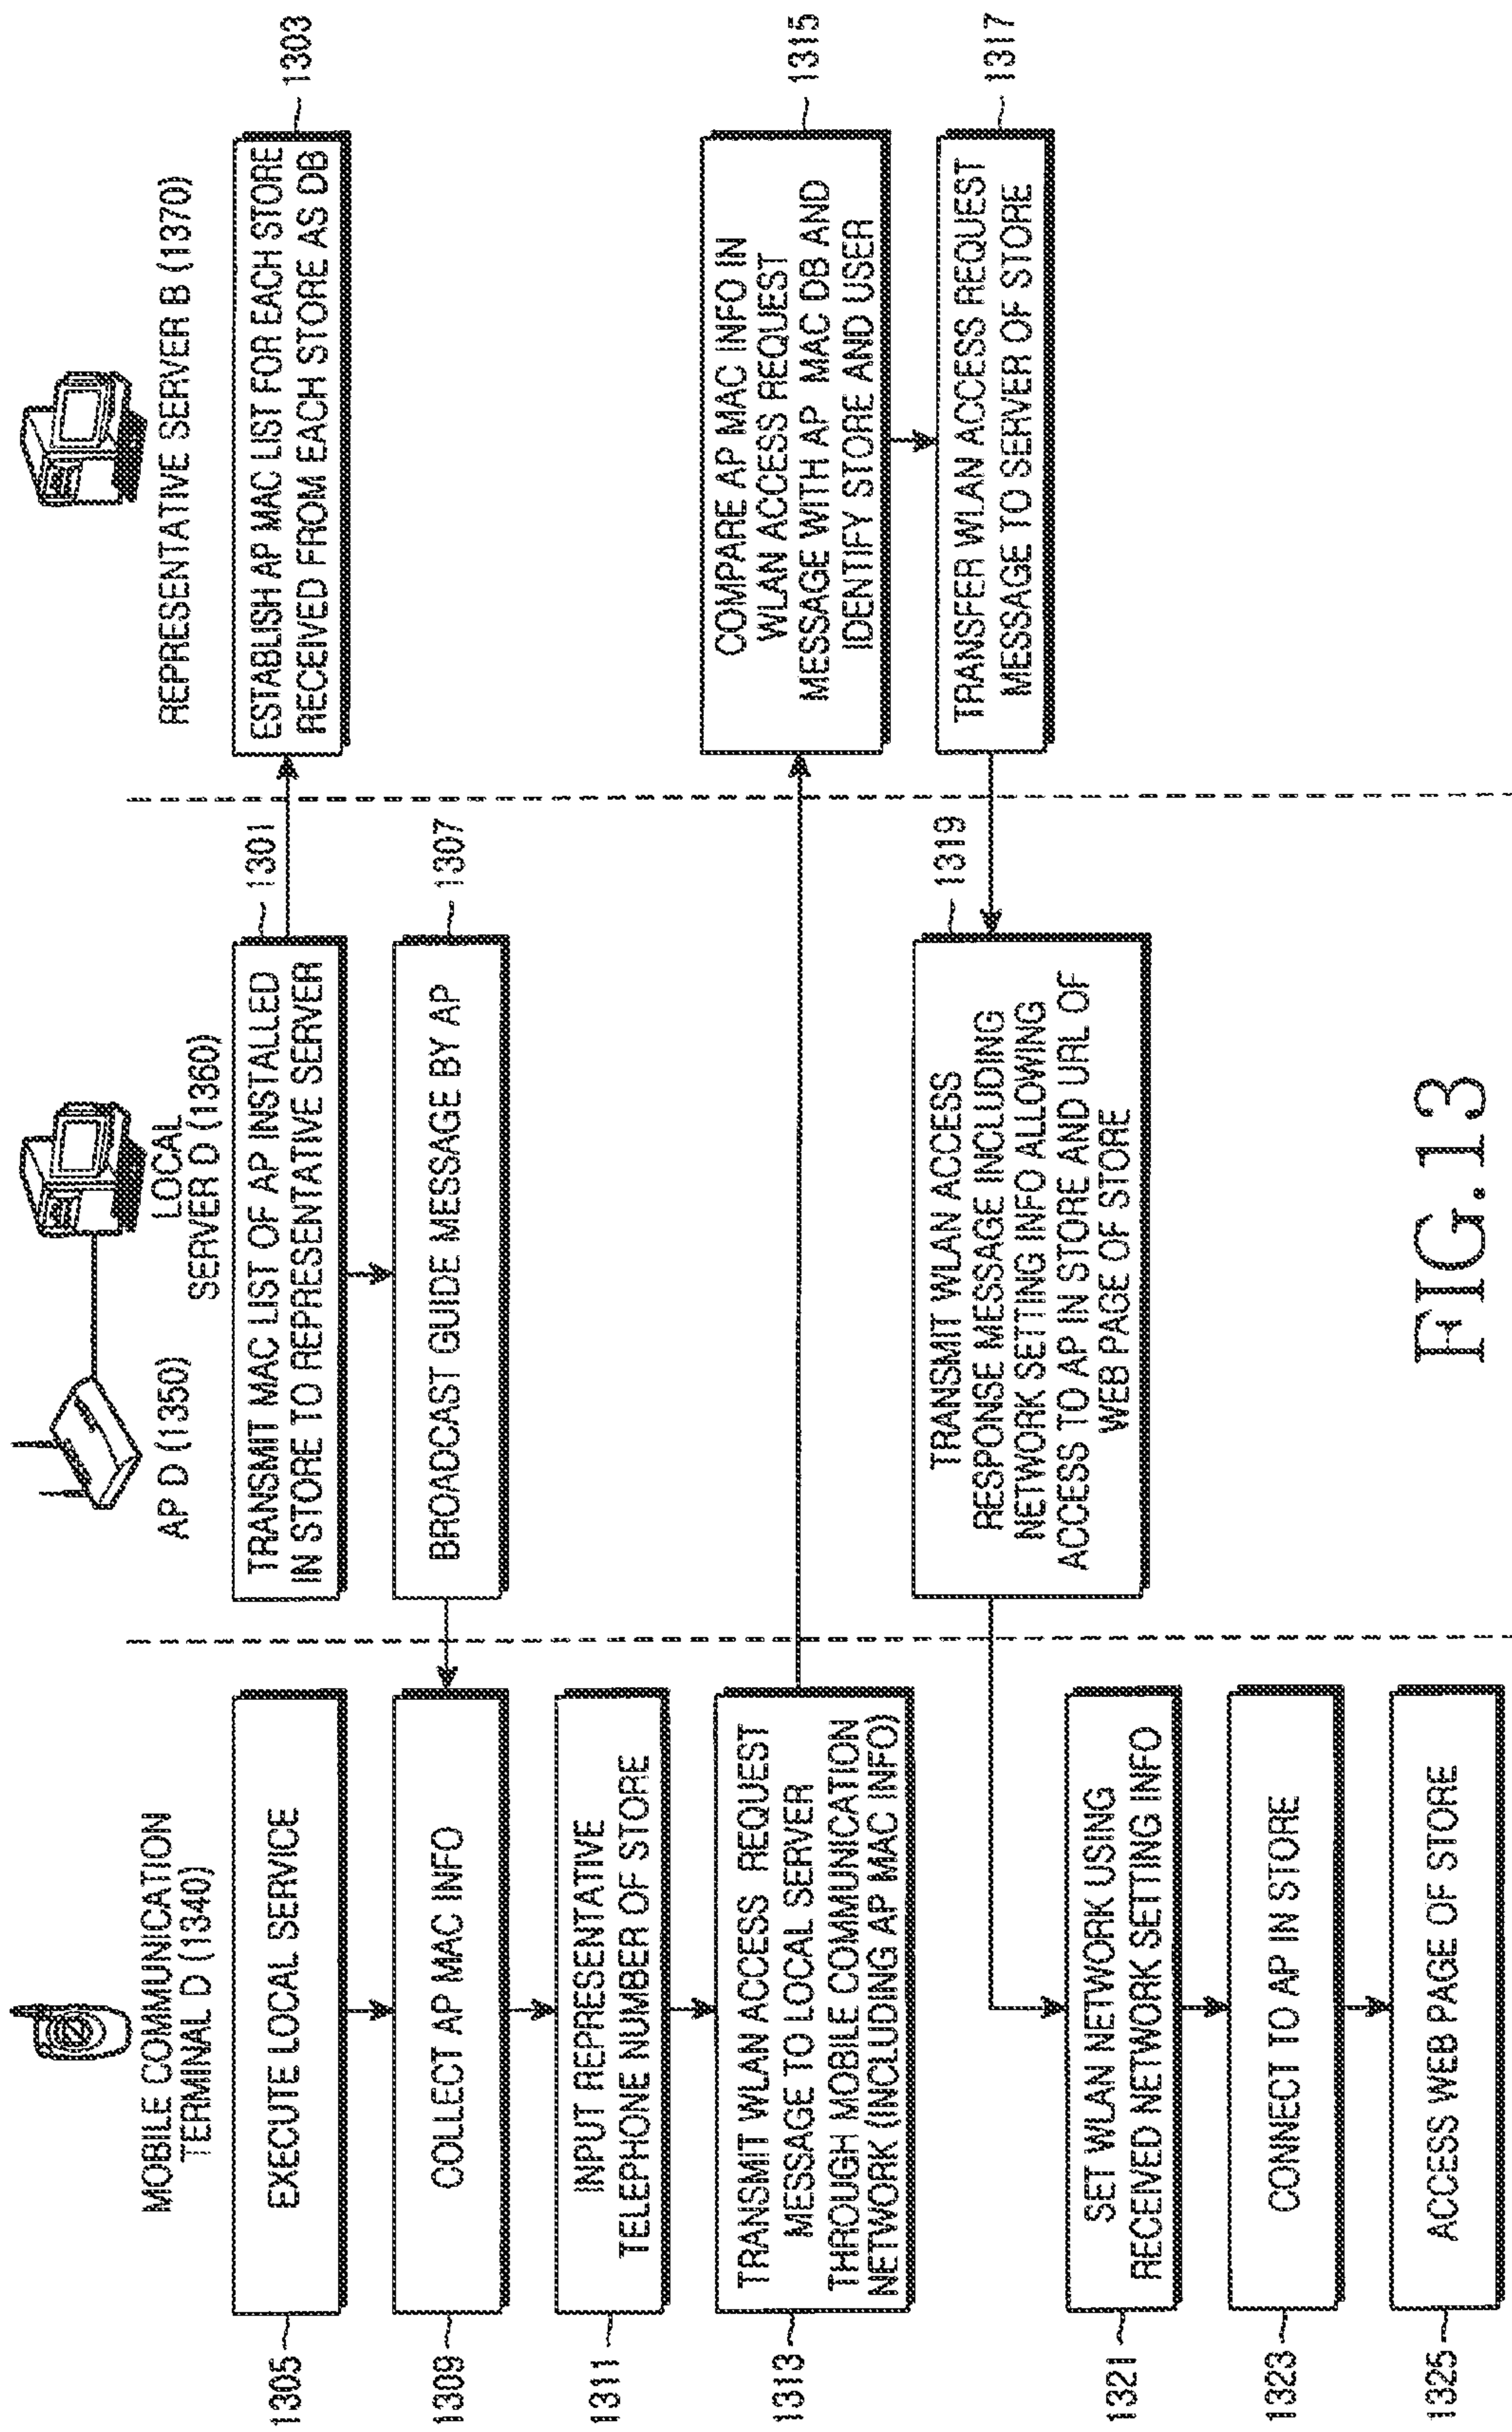 MOBILE COMMUNICATION
TERMINAL D (1340)
AP D (1350)
LOCAL
SERVER D (1360)
REPRESENTATIVE SERVER B (1370)
1305
EXECUTE LOCAL SERVICE
TRANSMIT MAC LIST OF AP INSTALLED
IN STORE TO REPRESENTATIVE SERVER
1301
ESTABLISH AP MAC LIST FOR EACH STORE
RECEIVED FROM EACH STORE AS DB
1303
1309
COLLECT AP MAC INFO
BROADCAST GUIDE MESSAGE BY AP
1307
1311
INPUT REPRESENTATIVE
TELEPHONE NUMBER OF STORE
1313
TRANSMIT WLAN ACCESS REQUEST
MESSAGE TO LOCAL SERVER
THROUGH MOBILE COMMUNICATION
NETWORK (INCLUDING AP MAC INFO)
COMPARE AP MAC INFO IN
WLAN ACCESS REQUEST
MESSAGE WITH AP MAC DB AND
IDENTIFY STORE AND USER
1315
TRANSFER WLAN ACCESS REQUEST
MESSAGE TO SERVER OF STORE
1317
TRANSMIT WLAN ACCESS
RESPONSE MESSAGE INCLUDING
NETWORK SETTING INFO ALLOWING
ACCESS TO AP IN STORE AND URL OF
WEB PAGE OF STORE
1319
1321
SET WLAN NETWORK USING
RECEIVED NETWORK SETTING INFO
1323
CONNECT TO AP IN STORE
1325
ACCESS WEB PAGE OF STORE
FIG.13